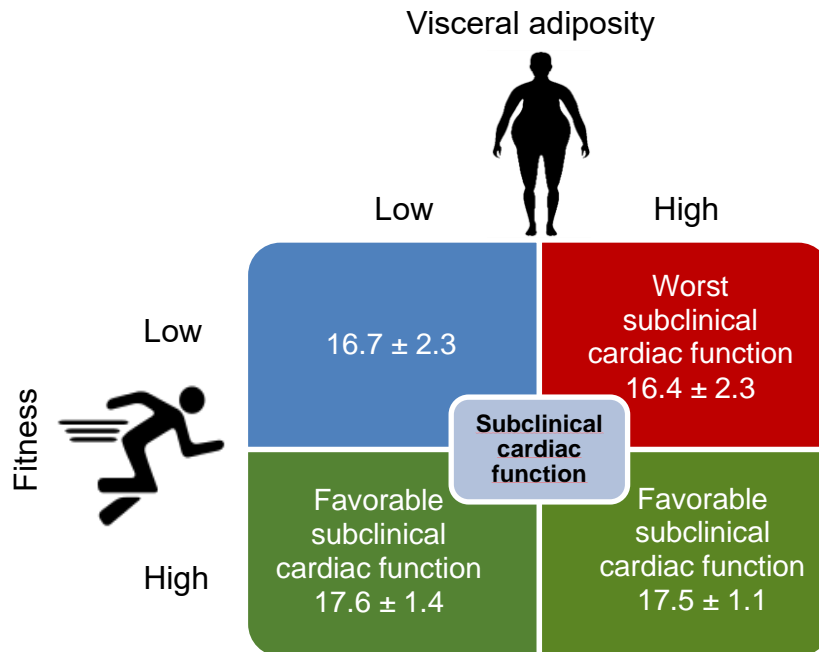 Visceral adiposity
Low
High
Fitness
Low
16.7 ± 2.3
Worst
subclinical
cardiac function
16.4 ± 2.3
Subclinical
cardiac
function
High
Favorable
subclinical
cardiac function
17.6 ± 1.4
Favorable
subclinical
cardiac function
17.5 ± 1.1